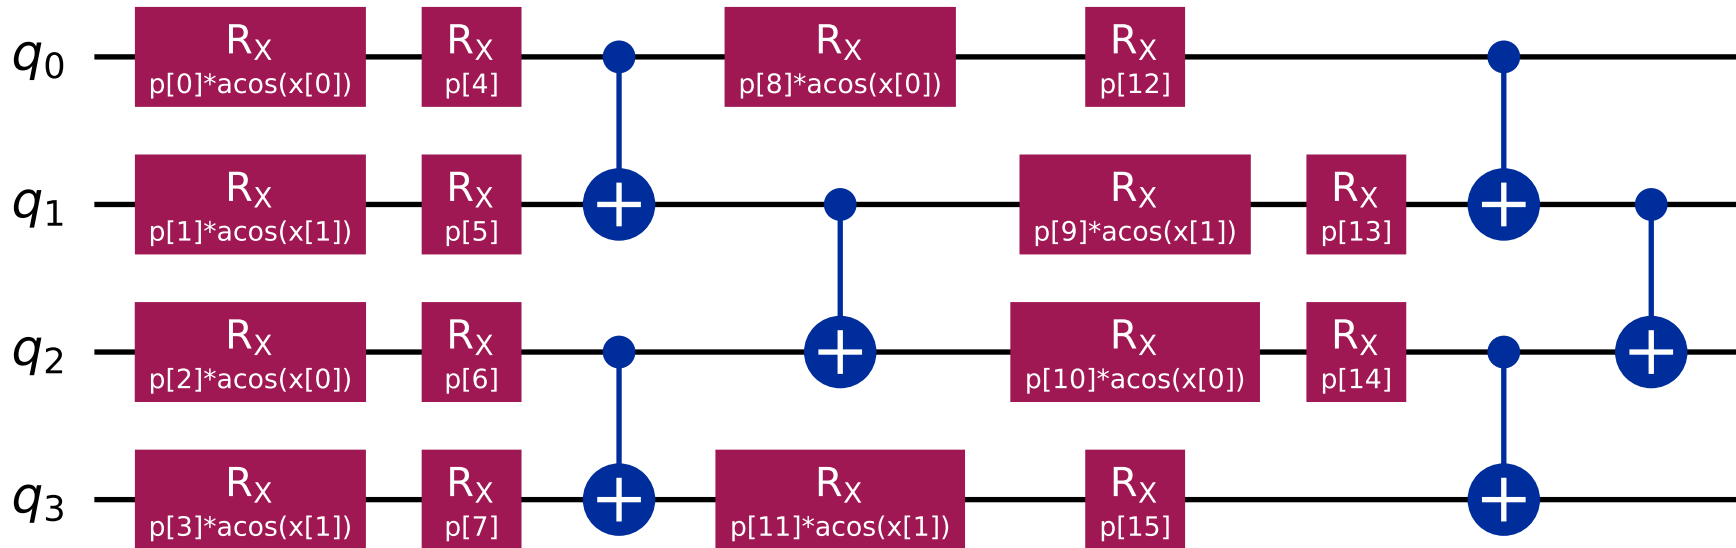 q0
RX
p[0]*acos(x[0])
RX
p[4]
RX
p[8]*acos(x[0])
RX
p[12]
q1
RX
p[1]*acos(x[1])
RX
p[5]
RX
p[9]*acos(x[1])
RX
p[13]
q2
RX
p[2]*acos(x[0])
RX
p[6]
RX
p[10]*acos(x[0])
RX
p[14]
q3
RX
p[3]*acos(x[1])
RX
p[7]
RX
p[11]*acos(x[1])
RX
p[15]